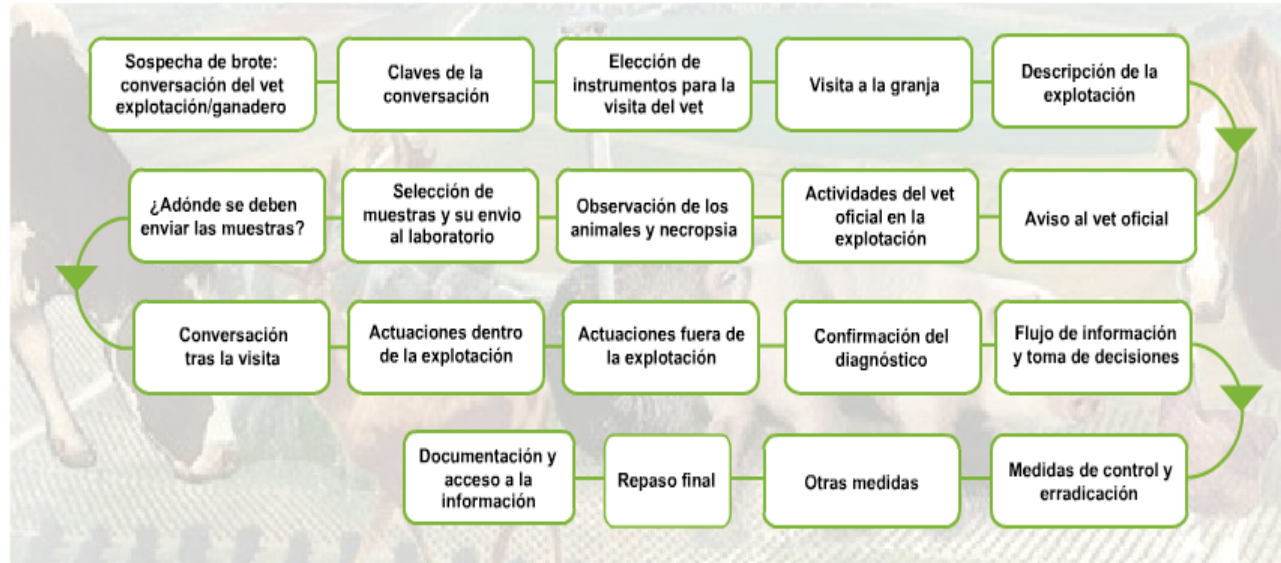 Sospecha de brote:
conversación del vet
explotación/ganadero
Claves de la
conversación
Elección de
instrumentos para la
visita del vet
Visita a la granja
Descripción de la
explotación
¿Adónde se deben
enviar las muestras?
Selección de
muestras y su envio
al laboratorio
Observación de los
animales y necropsia
Actividades del vet
oficial en la
explotación
Aviso al vet oficial
Conversación
tras la visita
Actuaciones dentro
de la explotación
Actuaciones fuera de
la explotación
Confirmación del
diagnóstico
Flujo de información
y toma de decisiones
Documentación y
acceso a la
información
Repaso final
Otras medidas
Medidas de control y
erradicación